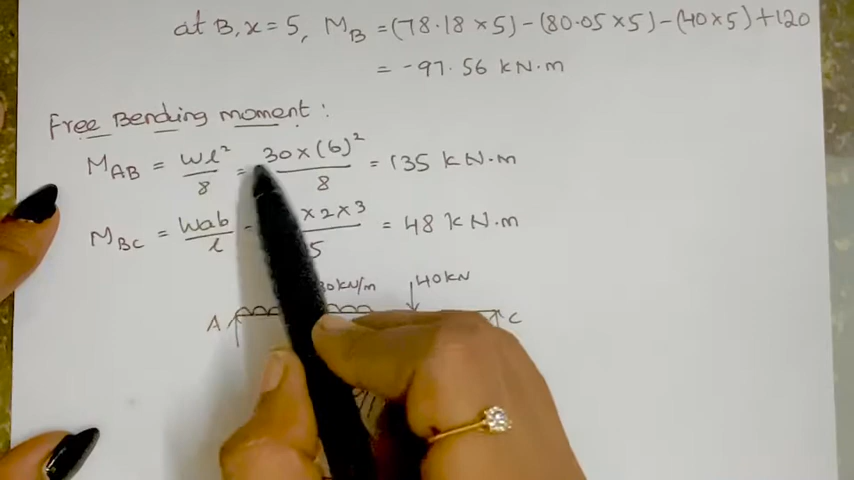 at B, x = 5, M_B = (78.18 × 5) - (80.05 × 5) - (40 × 5) + 120
= -97.56 kN.m
Free Bending moment :
M_AB = wl²/8 = 30 × (6)²/8 = 135 kN.m
M_BC = wab/l = × 2 × 3/5 = 48 kN.m
30kN/m 40kN
A C